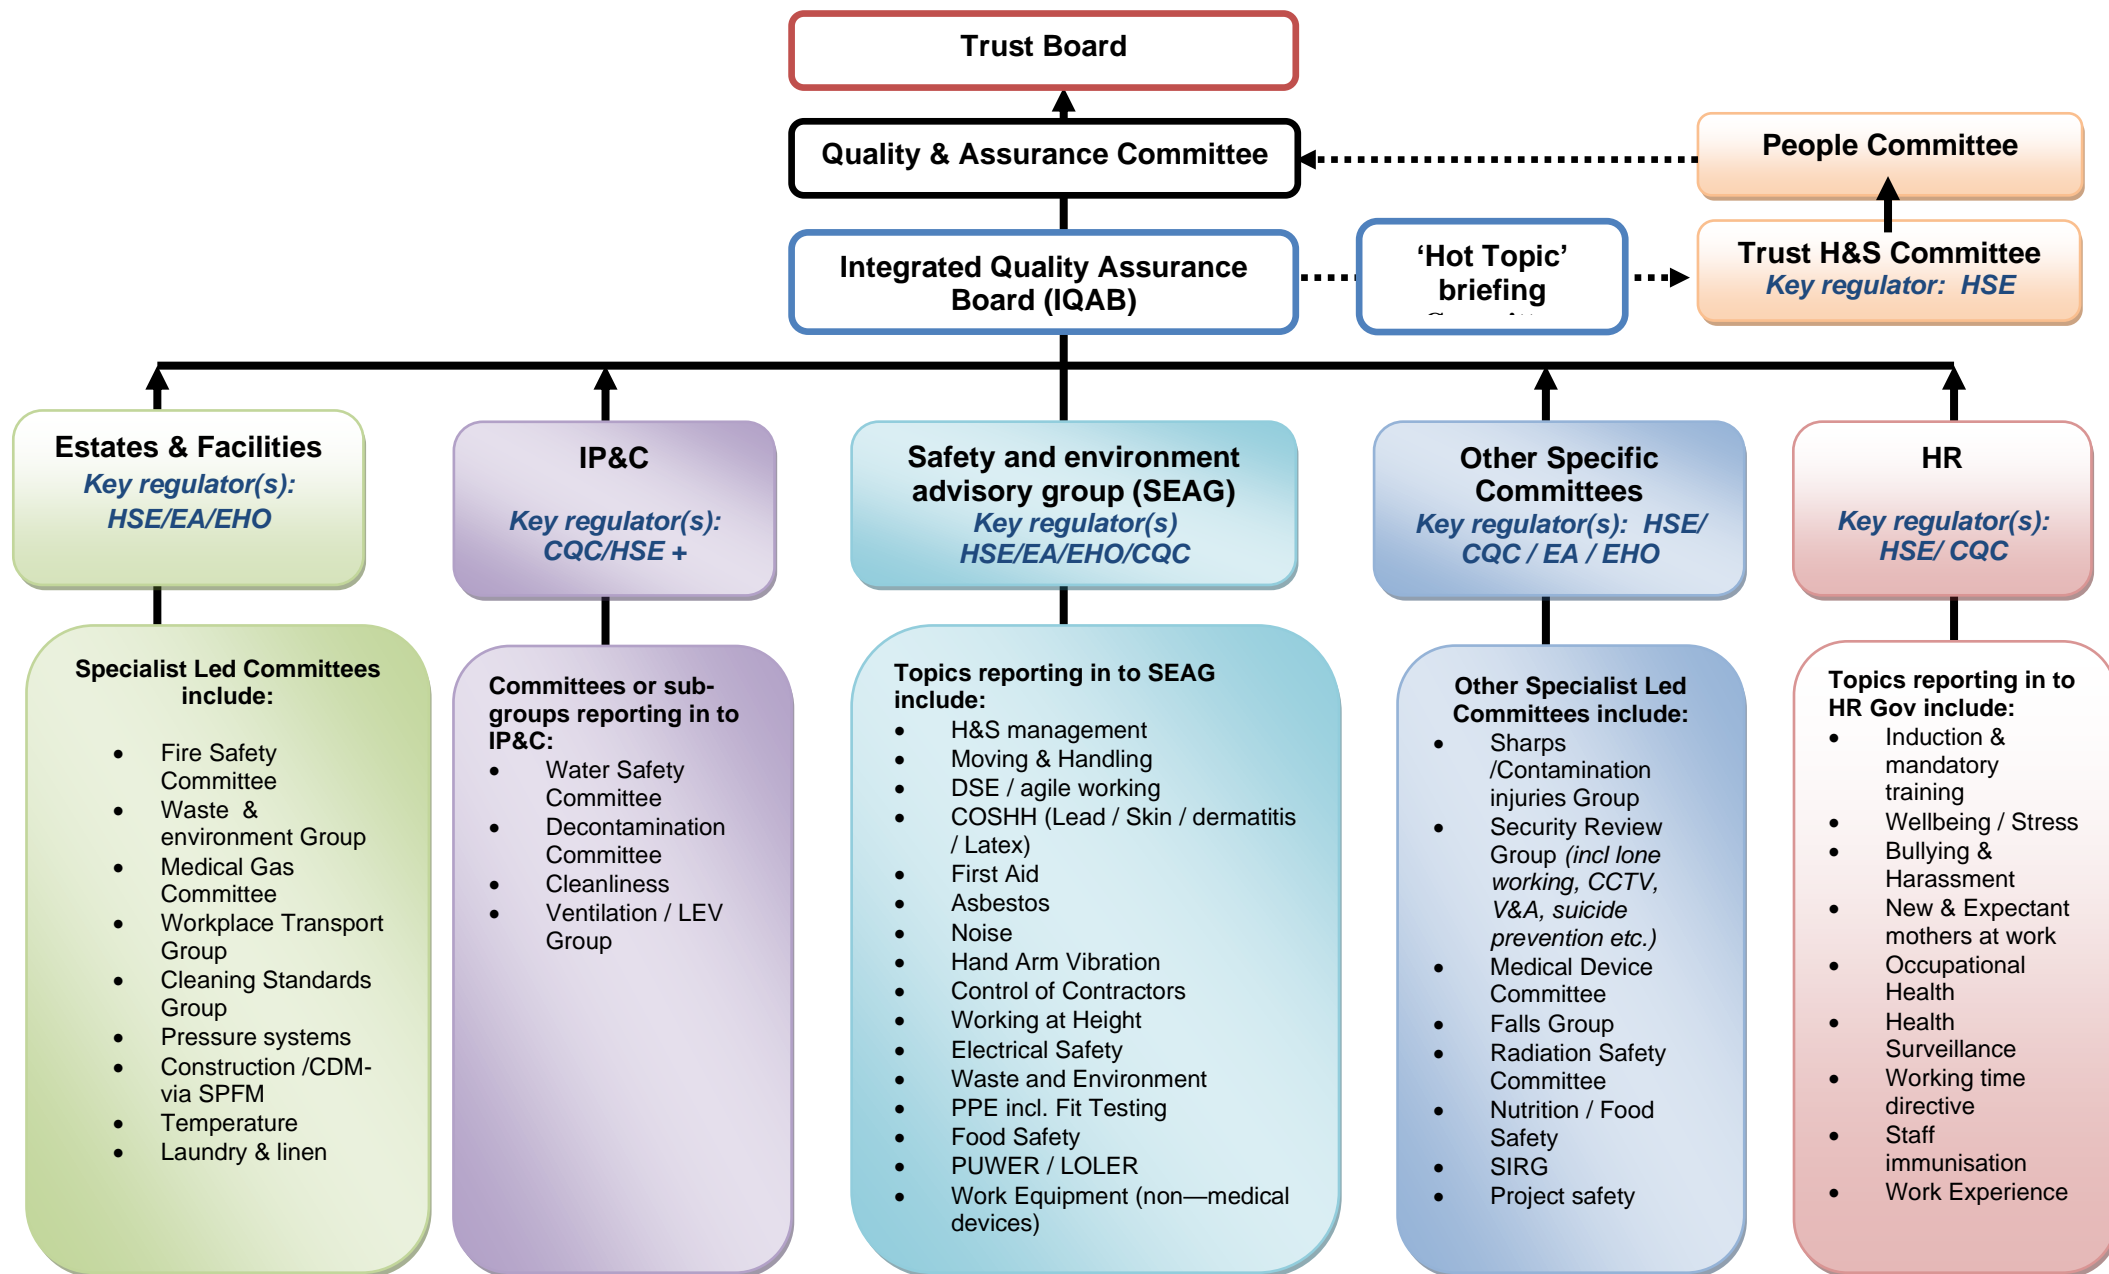 Trust Board
Quality & Assurance Committee
People Committee
Integrated Quality Assurance
Board (IQAB)
‘Hot Topic’
briefing
Trust H&S Committee
Key regulator:  HSE
Estates & Facilities
Key regulator(s):
HSE/EA/EHO
IP&C
Key regulator(s):
CQC/HSE +
Safety and environment
advisory group (SEAG)
Key regulator(s)
HSE/EA/EHO/CQC
Other Specific
Committees
Key regulator(s):  HSE/
CQC / EA / EHO
HR
Key regulator(s):
HSE/ CQC
Specialist Led Committees
include:
• Fire Safety
Committee
• Waste  &
environment Group
• Medical Gas
Committee
• Workplace Transport
Group
• Cleaning Standards
Group
• Pressure systems
• Construction /CDM-
via SPFM
• Temperature
• Laundry & linen
Committees or sub-
groups reporting in to
IP&C:
• Water Safety
Committee
• Decontamination
Committee
• Cleanliness
• Ventilation / LEV
Group
Topics reporting in to SEAG
include:
• H&S management
• Moving & Handling
• DSE / agile working
• COSHH (Lead / Skin / dermatitis
/ Latex)
• First Aid
• Asbestos
• Noise
• Hand Arm Vibration
• Control of Contractors
• Working at Height
• Electrical Safety
• Waste and Environment
• PPE incl. Fit Testing
• Food Safety
• PUWER / LOLER
• Work Equipment (non—medical
devices)
Other Specialist Led
Committees include:
• Sharps
/Contamination
injuries Group
• Security Review
Group (incl lone
working, CCTV,
V&A, suicide
prevention etc.)
• Medical Device
Committee
• Falls Group
• Radiation Safety
Committee
• Nutrition / Food
Safety
• SIRG
• Project safety
Topics reporting in to
HR Gov include:
• Induction &
mandatory
training
• Wellbeing / Stress
• Bullying &
Harassment
• New & Expectant
mothers at work
• Occupational
Health
• Health
Surveillance
• Working time
directive
• Staff
immunisation
• Work Experience